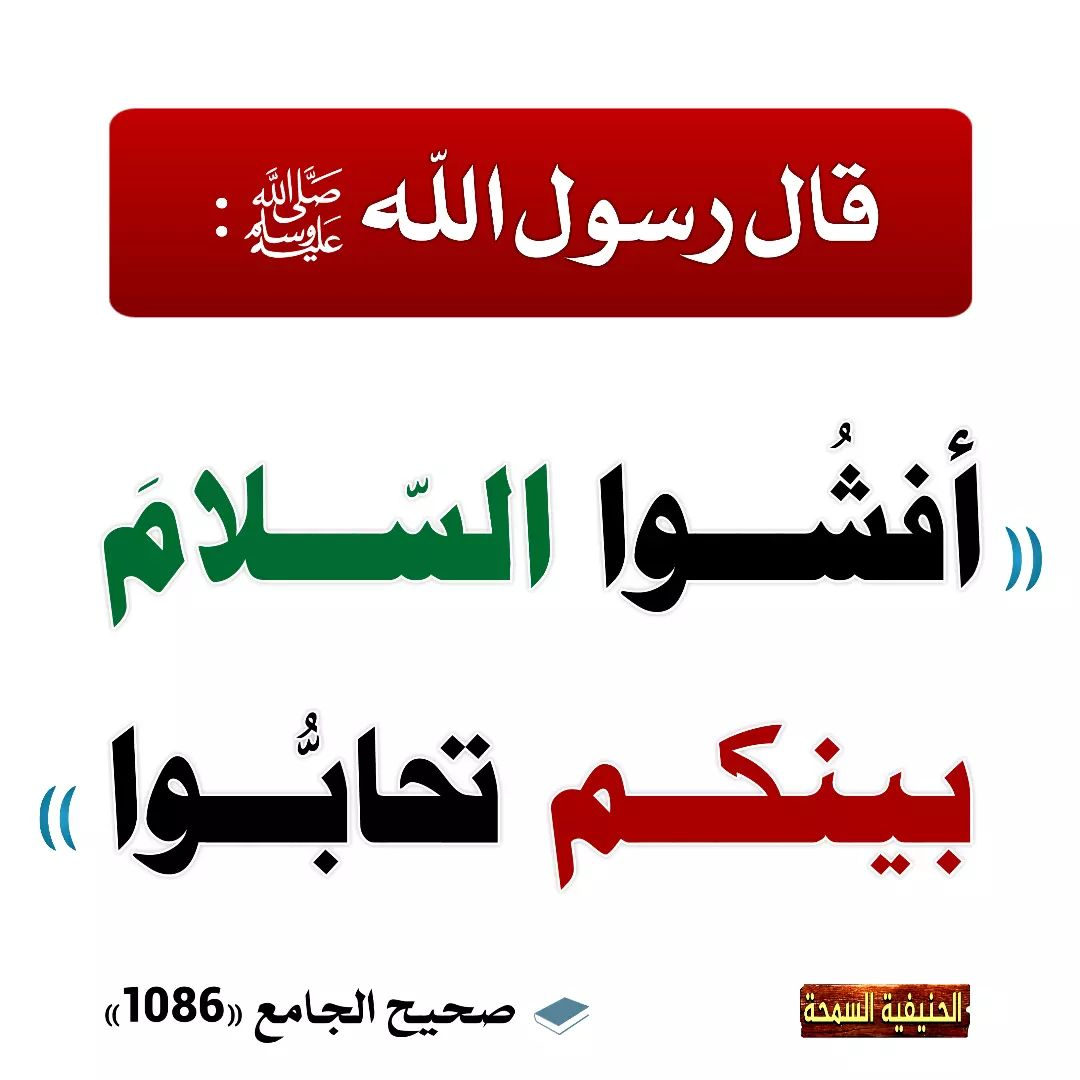 قال رسول الله ﷺ :
(( أفشُوا السّلامَ
بينكم تحابُّوا ))
صحيح الجامع ((1086))
الحنيفية السمحة